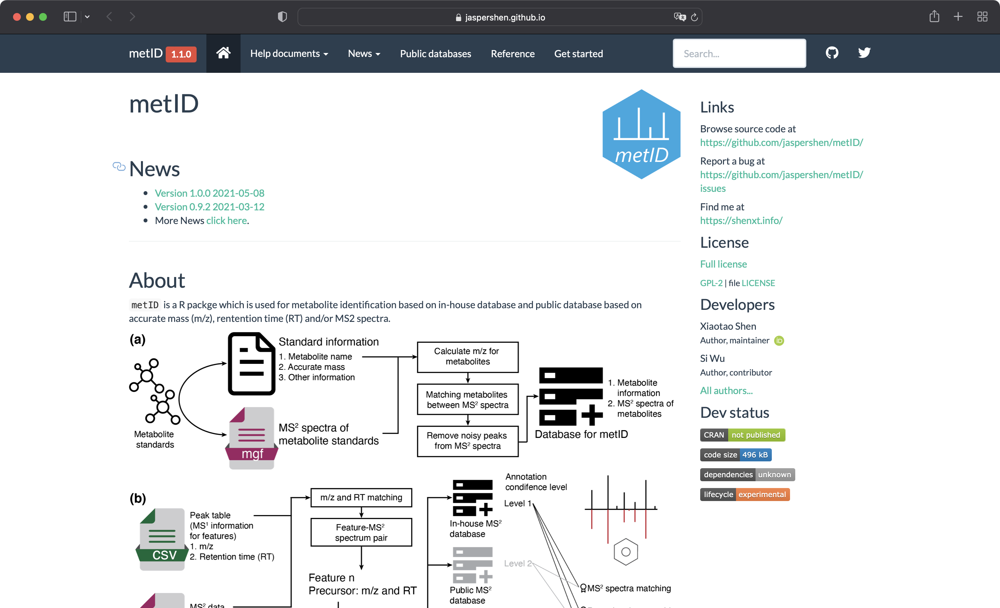 jaspershen.github.io
metID 1.1.0 Help documents News Public databases Reference Get started Search...
metID
metID
News
Version 1.0.0 2021-05-08
Version 0.9.2 2021-03-12
More News click here.
About
metID is a R packge which is used for metabolite identification based on in-house database and public database based on
accurate mass (m/z), rentention time (RT) and/or MS2 spectra.
(a)
Metabolite
standards
Standard information
1. Metabolite name
2. Accurate mass
3. Other information
mgf
MS² spectra of
metabolite standards
Calculate m/z for
metabolites
Matching metabolites
between MS² spectra
Remove noisy peaks
from MS² spectra
Database for metID
1. Metabolite
information
2. MS² spectra of
metabolites
(b)
CSV
Peak table
(MS¹ information
for features)
1. m/z
2. Retention time (RT)
MS² data
m/z and RT matching
Feature-MS²
spectrum pair
Feature n
Precursor: m/z and RT
In-house MS²
database
Public MS²
database
Annotation
condifence level
Level 1
Level 2
MS² spectra matching
Links
Browse source code at
https://github.com/jaspershen/metID/
Report a bug at
https://github.com/jaspershen/metID/
issues
Find me at
https://shenxt.info/
License
Full license
GPL-2 | file LICENSE
Developers
Xiaotao Shen
Author, maintainer iD
Si Wu
Author, contributor
All authors...
Dev status
CRAN not published
code size 496 kB
dependencies unknown
lifecycle experimental